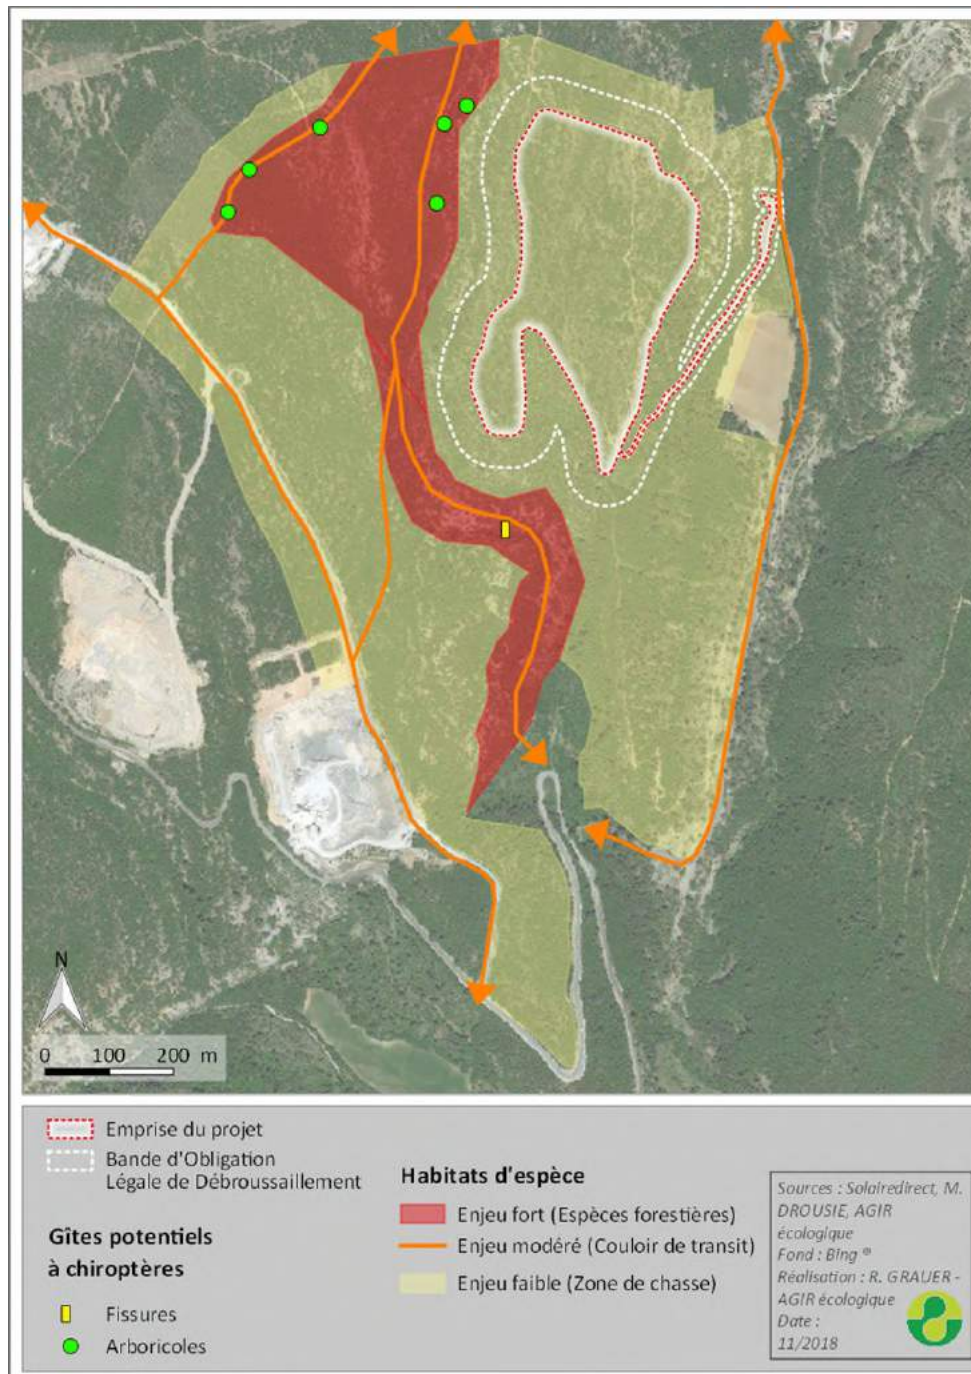 N
0 100 200 m
Emprise du projet
Bande d'Obligation
Légale de Débroussaillement
Gîtes potentiels
à chiroptères
Fissures
Arboricoles
Habitats d'espèce
Enjeu fort (Espèces forestières)
Enjeu modéré (Couloir de transit)
Enjeu faible (Zone de chasse)
Sources : Solairedirect, M.
DROUSIE, AGIR
écologique
Fond : Bing ®
Réalisation : R. GRAUER -
AGIR écologique
Date :
11/2018